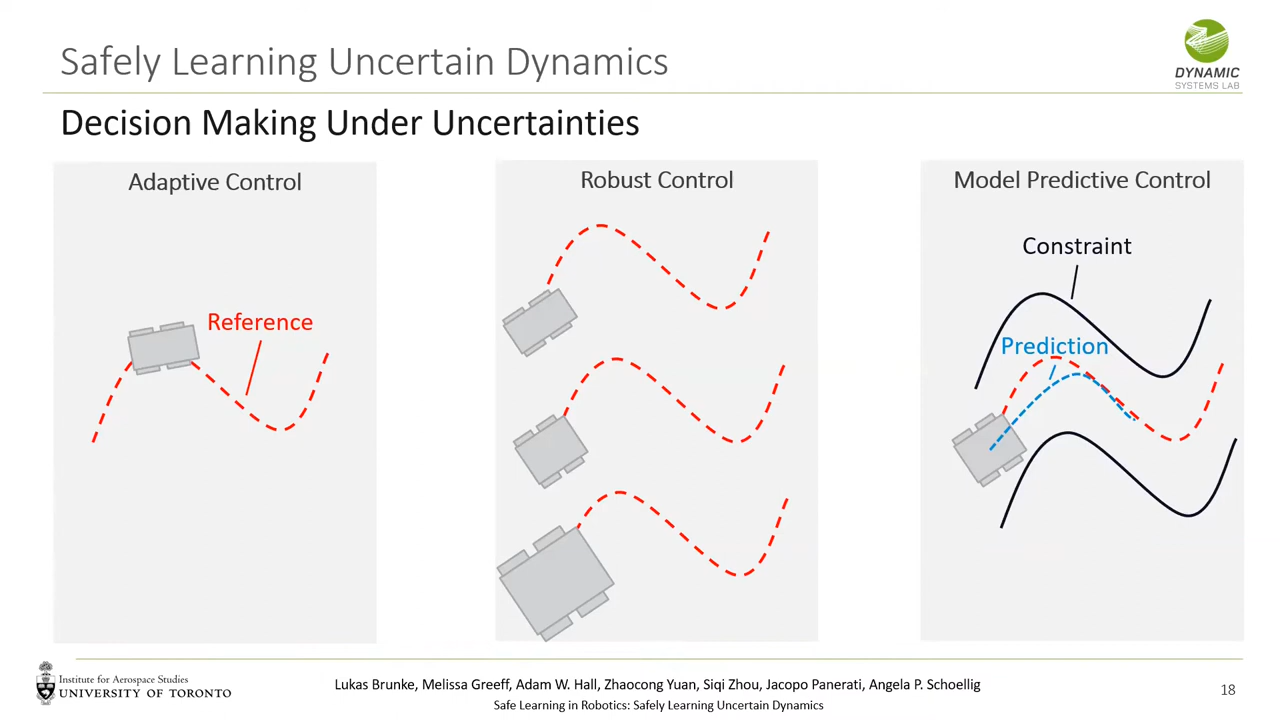 Safely Learning Uncertain Dynamics
DYNAMIC
SYSTEMS LAB
Decision Making Under Uncertainties
Adaptive Control
Reference
Robust Control
Model Predictive Control
Constraint
Prediction
Institute for Aerospace Studies
UNIVERSITY OF TORONTO
Lukas Brunke, Melissa Greeff, Adam W. Hall, Zhaocong Yuan, Siqi Zhou, Jacopo Panerati, Angela P. Schoellig
Safe Learning in Robotics: Safely Learning Uncertain Dynamics
18